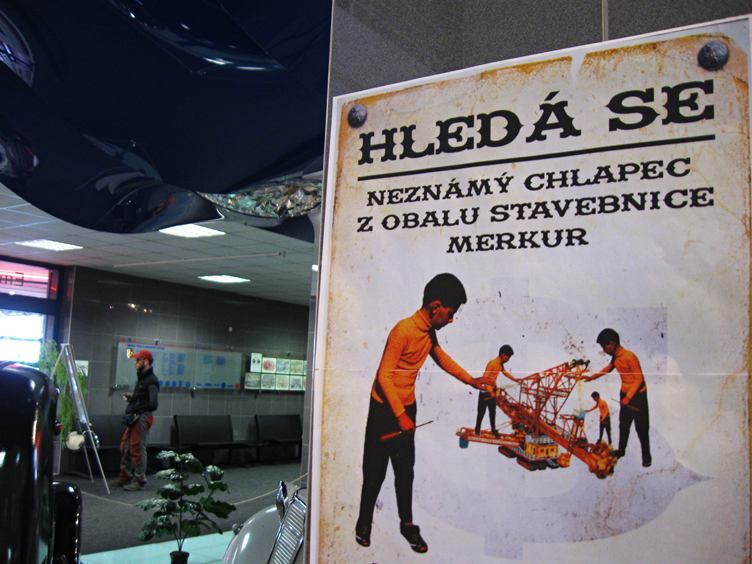 HLEDÁ SE
NEZNÁMÝ CHLAPEC
Z OBALU STAVEBNICE
MERKUR